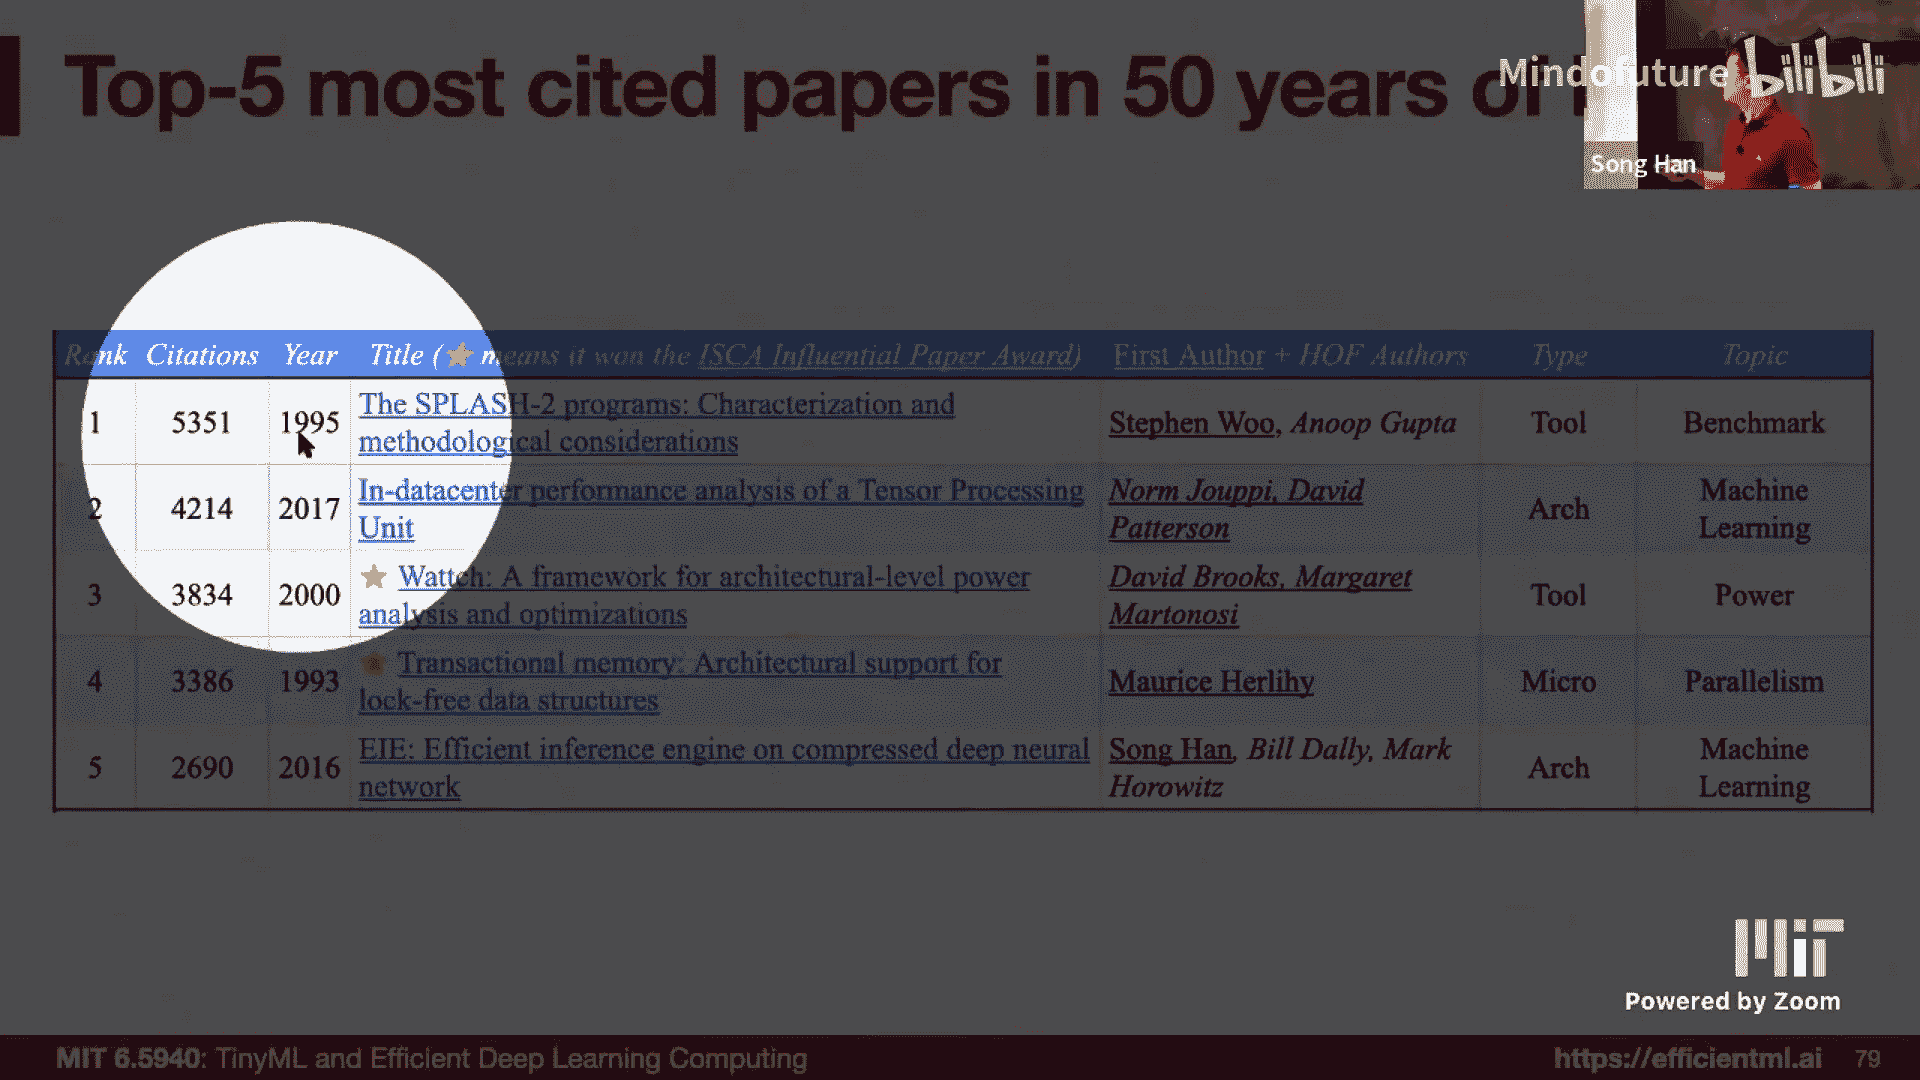 Top-5 most cited papers in 50 years of
Mindofuture bilibili
Song Han
Rank Citations Year Title (★ means it won the ISCA Influential Paper Award) First Author + HOF Authors Type Topic
1 5351 1995 The SPLASH-2 programs: Characterization and methodological considerations Stephen Woo, Anoop Gupta Tool Benchmark
2 4214 2017 In-datacenter performance analysis of a Tensor Processing Unit Norm Jouppi, David Patterson Arch Machine Learning
3 3834 2000 ★ Wattch: A framework for architectural-level power analysis and optimizations David Brooks, Margaret Martonosi Tool Power
4 3386 1993 ★ Transactional memory: Architectural support for lock-free data structures Maurice Herlihy Micro Parallelism
5 2690 2016 EIE: Efficient inference engine on compressed deep neural network Song Han, Bill Dally, Mark Horowitz Arch Machine Learning
MIT
Powered by Zoom
MIT 6.5940: TinyML and Efficient Deep Learning Computing https://efficientml.ai 79